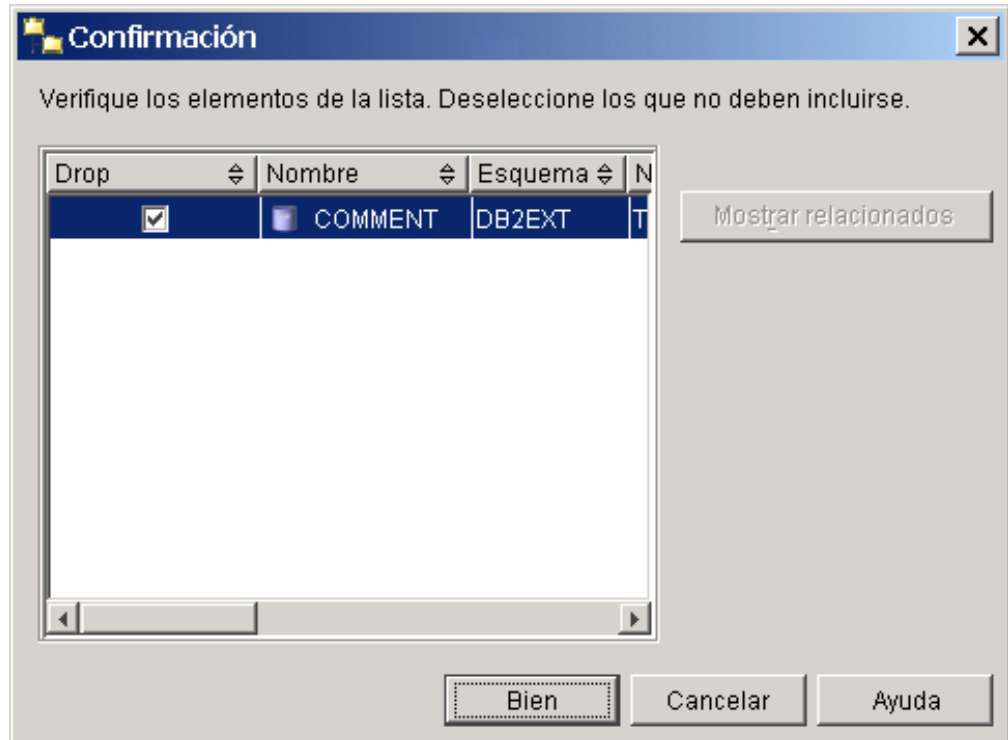 Confirmación
Verifique los elementos de la lista. Deseleccione los que no deben incluirse.
Drop Nombre Esquema N
COMMENT DB2EXT T
Mostrar relacionados
Bien Cancelar Ayuda